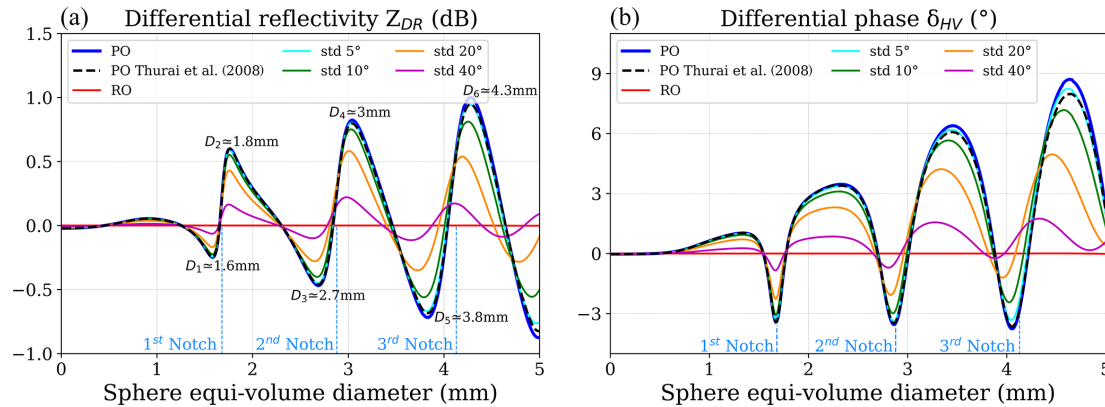 (a) Differential reflectivity Z_DR (dB)
PO
PO Thurai et al. (2008)
RO
std 5°
std 10°
std 20°
std 40°
1.5
1.0
0.5
0.0
−0.5
−1.0
D₁≃1.6mm
D₂≃1.8mm
D₃≃2.7mm
D₄≃3mm
D₅≃3.8mm
D₆≃4.3mm
1ˢᵗ Notch
2ⁿᵈ Notch
3ʳᵈ Notch
0 1 2 3 4 5
Sphere equi-volume diameter (mm)
(b) Differential phase δ_HV (°)
PO
PO Thurai et al. (2008)
RO
std 5°
std 10°
std 20°
std 40°
9
6
3
0
−3
1ˢᵗ Notch
2ⁿᵈ Notch
3ʳᵈ Notch
0 1 2 3 4 5
Sphere equi-volume diameter (mm)